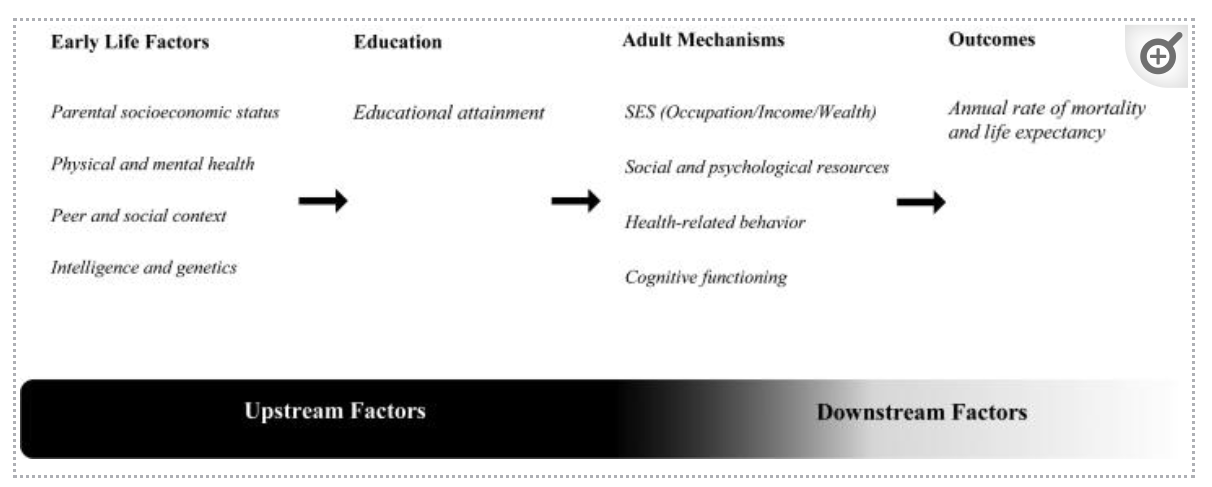 Early Life Factors
Education
Adult Mechanisms
Outcomes
Parental socioeconomic status
Physical and mental health
Peer and social context
Intelligence and genetics
Educational attainment
SES (Occupation/Income/Wealth)
Social and psychological resources
Health-related behavior
Cognitive functioning
Annual rate of mortality
and life expectancy
Upstream Factors
Downstream Factors